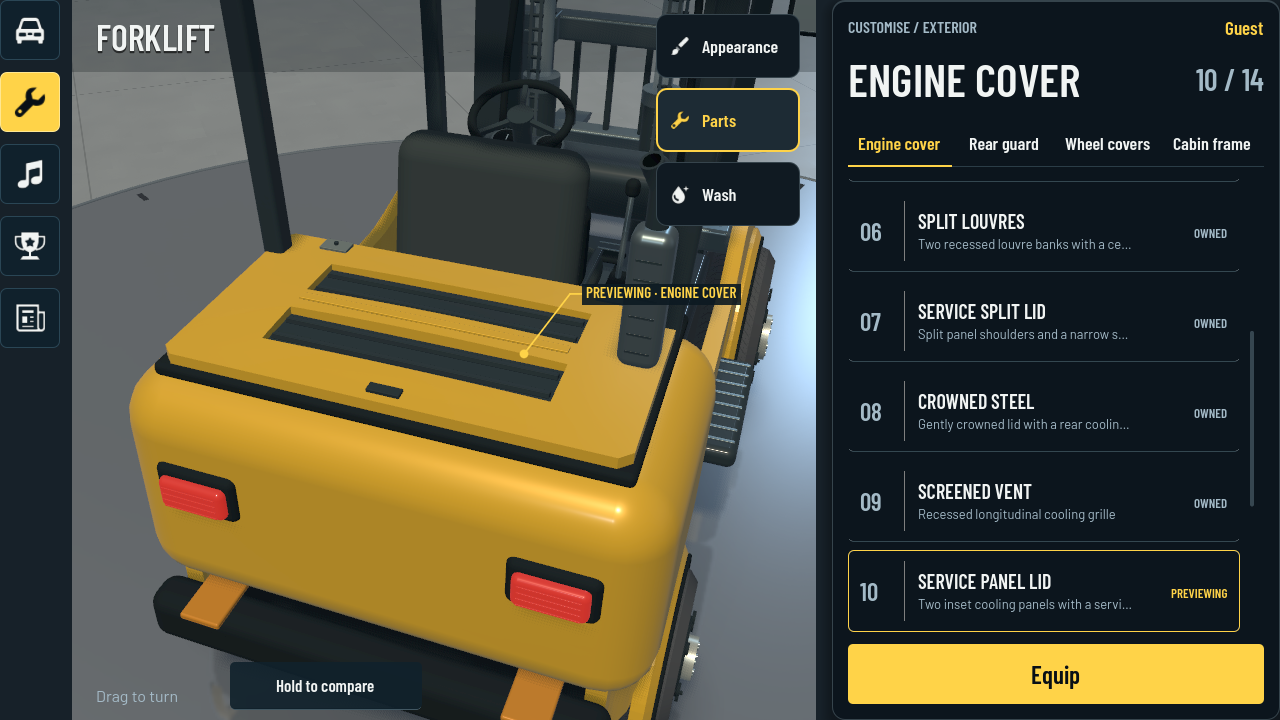 FORKLIFT
Appearance
Parts
Wash
PREVIEWING · ENGINE COVER
Drag to turn
Hold to compare
CUSTOMISE / EXTERIOR
Guest
ENGINE COVER
10 / 14
Engine cover
Rear guard
Wheel covers
Cabin frame
06
SPLIT LOUVRES
Two recessed louvre banks with a ce...
OWNED
07
SERVICE SPLIT LID
Split panel shoulders and a narrow s...
OWNED
08
CROWNED STEEL
Gently crowned lid with a rear coolin...
OWNED
09
SCREENED VENT
Recessed longitudinal cooling grille
OWNED
10
SERVICE PANEL LID
Two inset cooling panels with a servi...
PREVIEWING
Equip